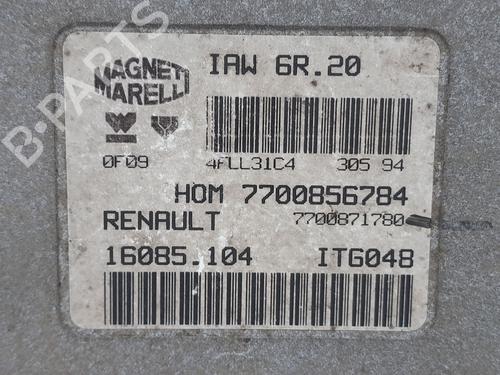 MAGNETI
MARELLI
IAW 6R.20
0F09 4FLL31C4 305 94
HOM 7700856784
RENAULT 7700871780
16085.104 ITG048
B-PARTS